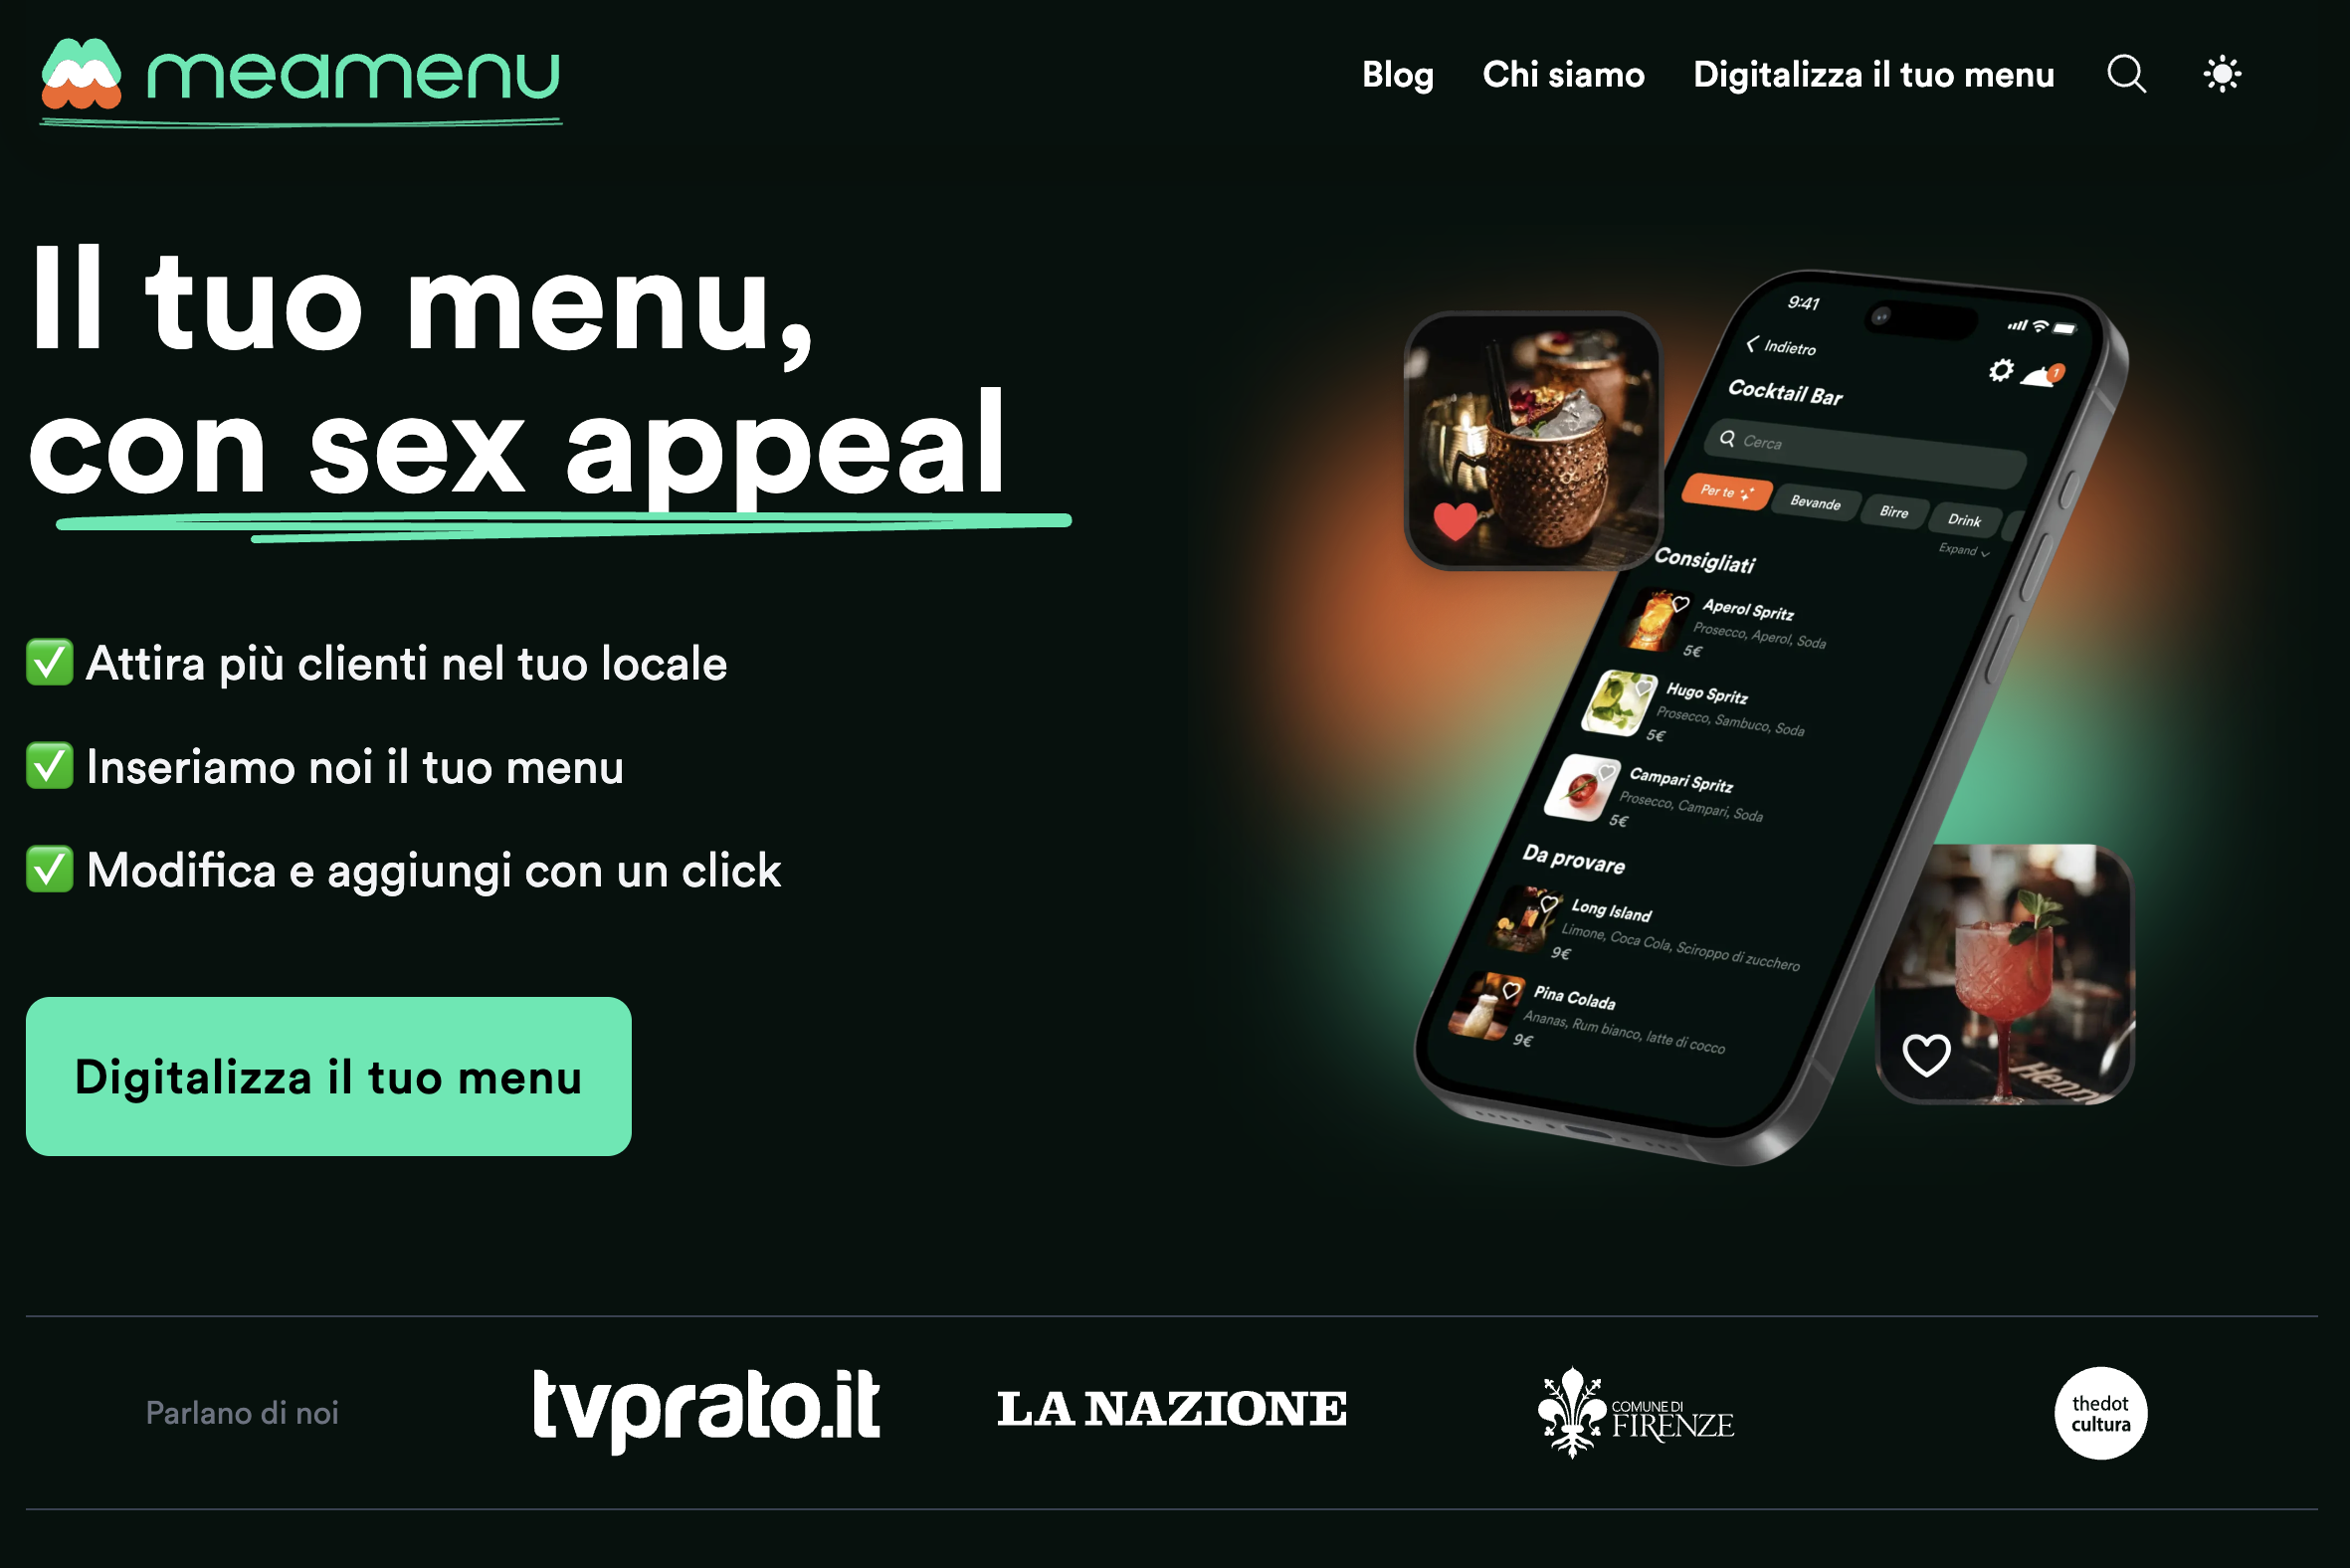 meamenu
Blog
Chi siamo
Digitalizza il tuo menu
Il tuo menu,
con sex appeal
Attira più clienti nel tuo locale
Inseriamo noi il tuo menu
Modifica e aggiungi con un click
Digitalizza il tuo menu
9:41
Indietro
1
Cocktail Bar
Cerca
Per te
Bevande
Birre
Drink
Expand
Consigliati
Aperol Spritz
Prosecco, Aperol, Soda
5€
Hugo Spritz
Prosecco, Sambuco, Soda
5€
Campari Spritz
Prosecco, Campari, Soda
5€
Da provare
Long Island
Limone, Coca Cola, Sciroppo di zucchero
9€
Pina Colada
Ananas, Rum bianco, latte di cocco
9€
Henn
Parlano di noi
tvprato.it
LA NAZIONE
COMUNE DI
FIRENZE
thedot
cultura